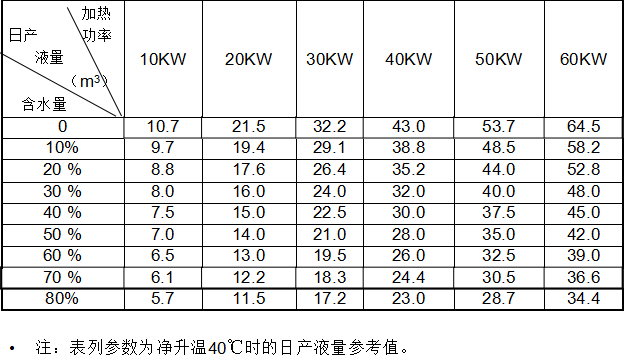 加热
功率
日产
液量
（m³）
含水量
10KW 20KW 30KW 40KW 50KW 60KW
0 10.7 21.5 32.2 43.0 53.7 64.5
10% 9.7 19.4 29.1 38.8 48.5 58.2
20 % 8.8 17.6 26.4 35.2 44.0 52.8
30 % 8.0 16.0 24.0 32.0 40.0 48.0
40 % 7.5 15.0 22.5 30.0 37.5 45.0
50 % 7.0 14.0 21.0 28.0 35.0 42.0
60 % 6.5 13.0 19.5 26.0 32.5 39.0
70 % 6.1 12.2 18.3 24.4 30.5 36.6
80% 5.7 11.5 17.2 23.0 28.7 34.4
• 注：表列参数为净升温40℃时的日产液量参考值。